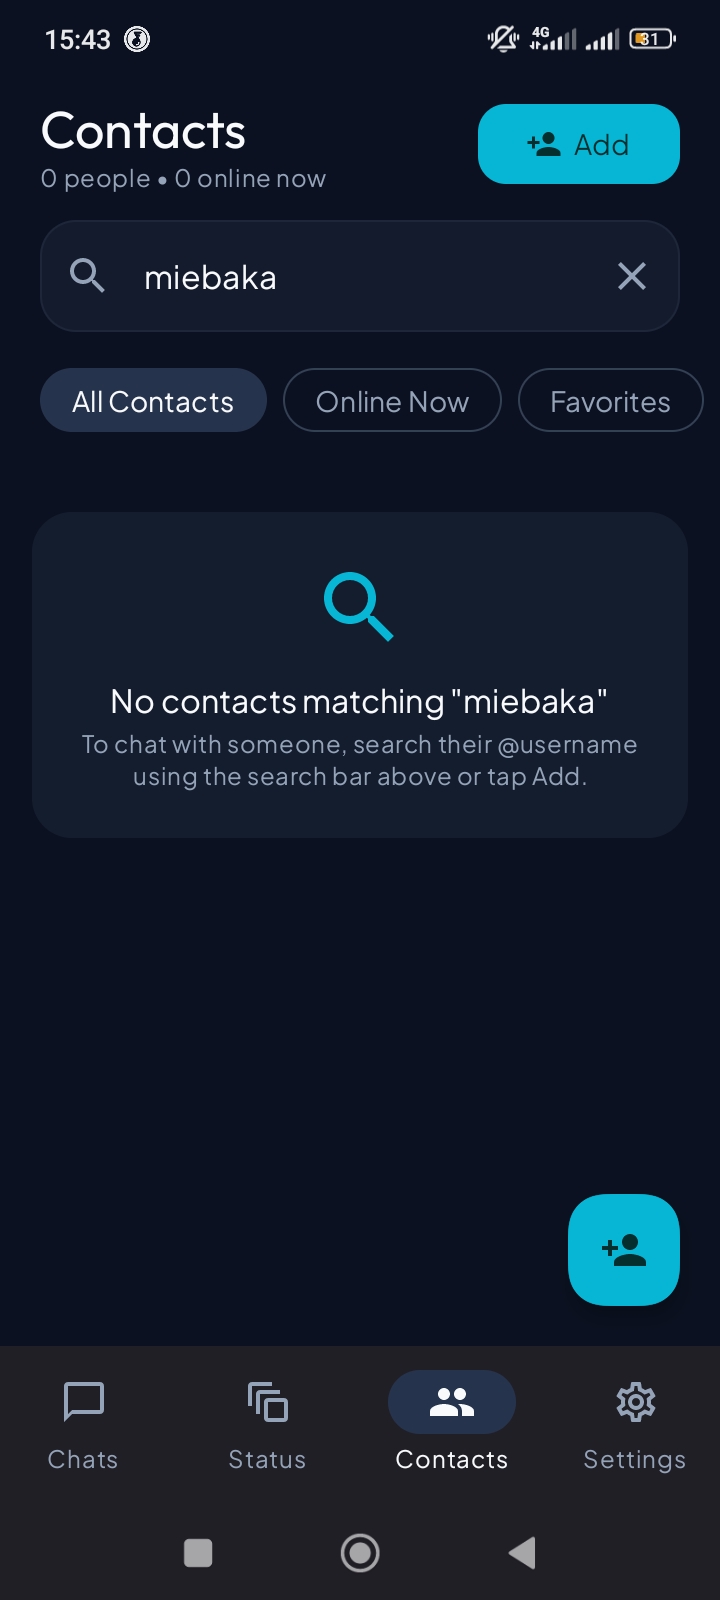 15:43
4G
31
Contacts
Add
0 people • 0 online now
miebaka
All Contacts
Online Now
Favorites
No contacts matching "miebaka"
To chat with someone, search their @username
using the search bar above or tap Add.
Chats
Status
Contacts
Settings